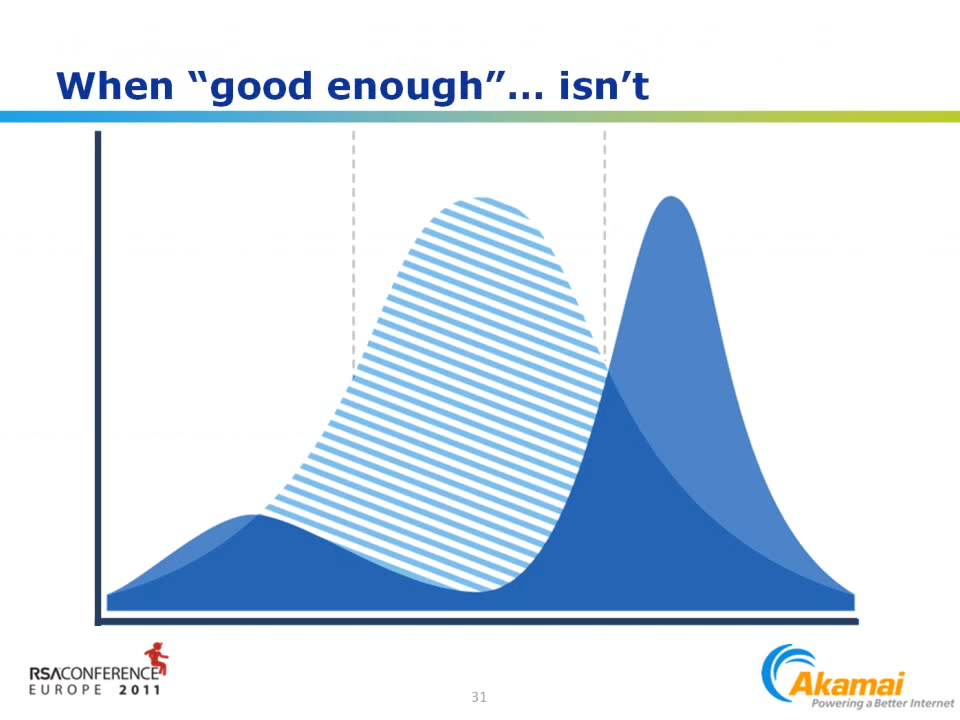 When “good enough”… isn’t
RSACONFERENCE
EUROPE 2011
31
Akamai
Powering a Better Internet